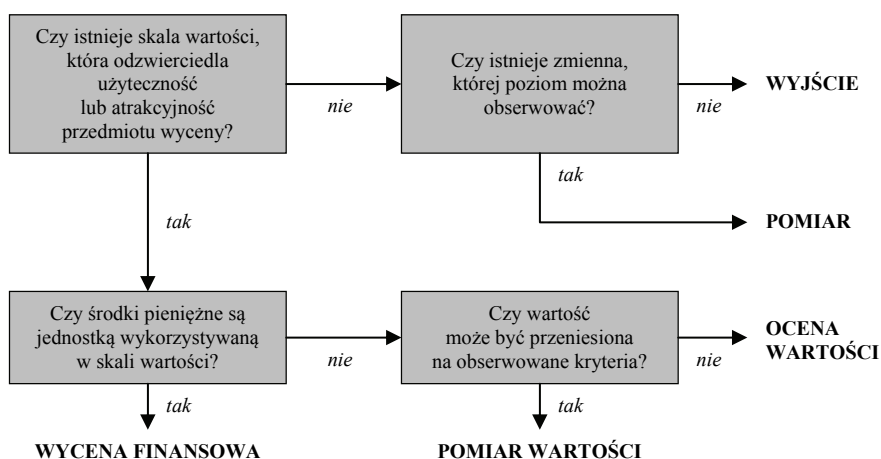 Czy istnieje skala wartości,
która odzwierciedla
użyteczność
lub atrakcyjność
przedmiotu wyceny?
nie
Czy istnieje zmienna,
której poziom można
obserwować?
nie
WYJŚCIE
tak
POMIAR
tak
Czy środki pieniężne są
jednostką wykorzystywaną
w skali wartości?
nie
Czy wartość
może być przeniesiona
na obserwowane kryteria?
nie
OCENA
WARTOŚCI
tak
tak
WYCENA FINANSOWA
POMIAR WARTOŚCI